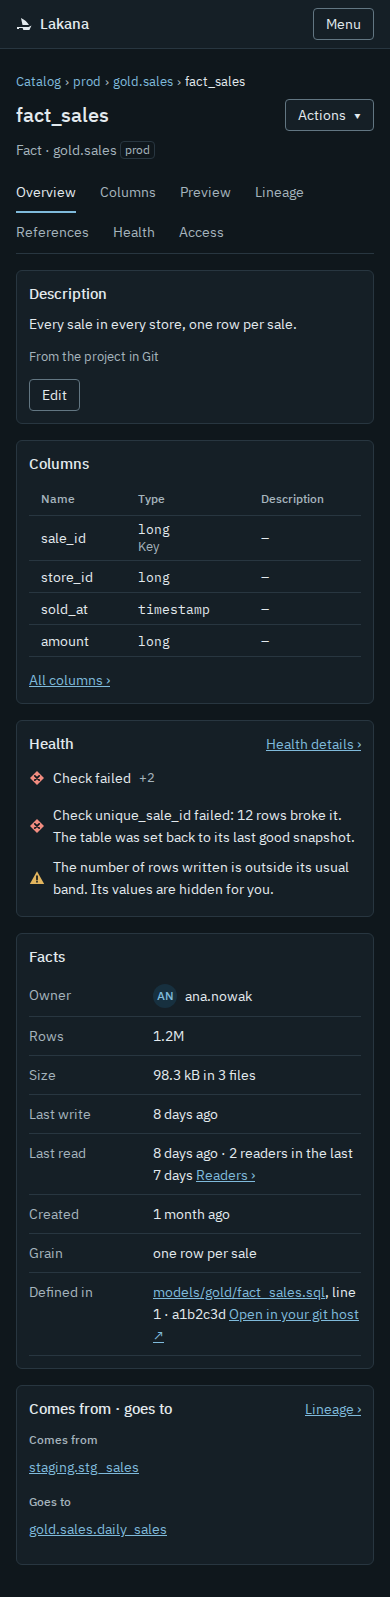 Lakana
Menu
Catalog › prod › gold.sales › fact_sales
fact_sales
Actions ▾
Fact · gold.sales prod
Overview Columns Preview Lineage
References Health Access
Description
Every sale in every store, one row per sale.
From the project in Git
Edit
Columns
Name Type Description
sale_id long –
Key
store_id long –
sold_at timestamp –
amount long –
All columns ›
Health Health details ›
Check failed +2
Check unique_sale_id failed: 12 rows broke it.
The table was set back to its last good snapshot.
The number of rows written is outside its usual
band. Its values are hidden for you.
Facts
Owner AN ana.nowak
Rows 1.2M
Size 98.3 kB in 3 files
Last write 8 days ago
Last read 8 days ago · 2 readers in the last
7 days Readers ›
Created 1 month ago
Grain one row per sale
Defined in models/gold/fact_sales.sql, line
1 · a1b2c3d Open in your git host
↗
Comes from · goes to Lineage ›
Comes from
staging.stg_sales
Goes to
gold.sales.daily_sales